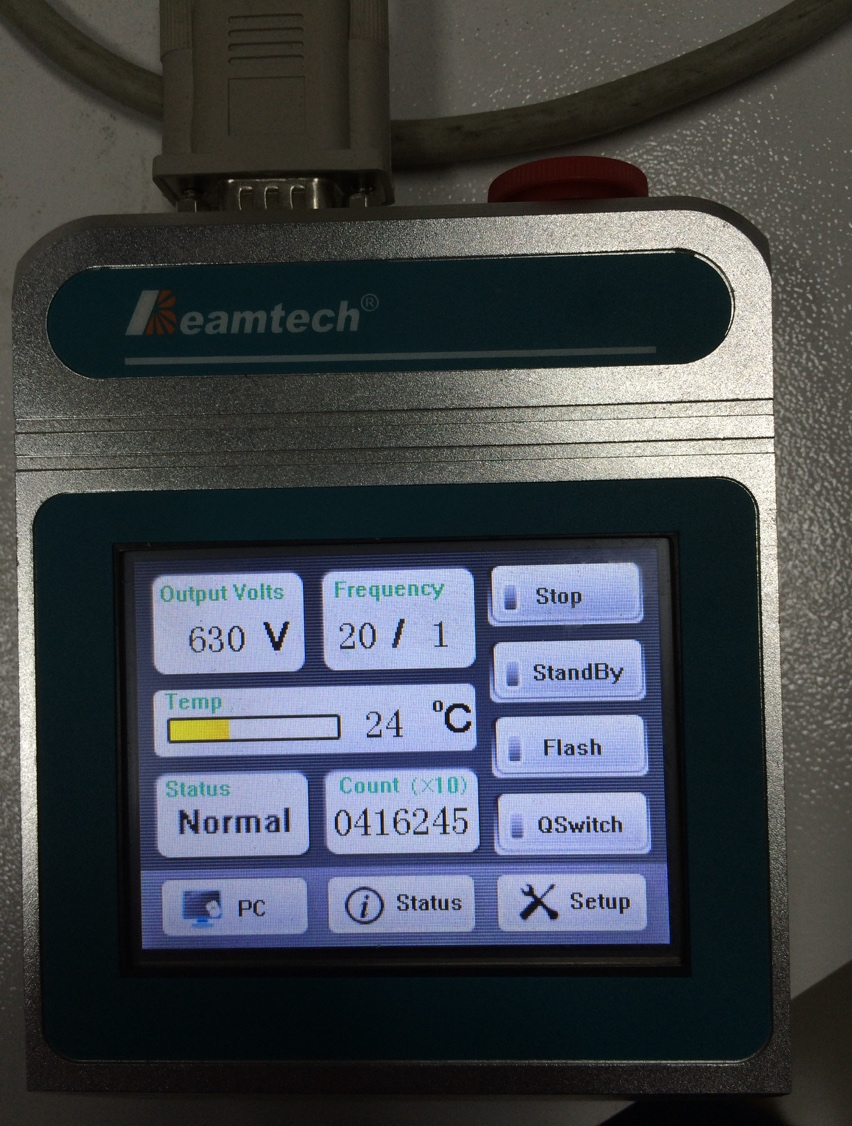 Beamtech®
Output Volts
630 V
Frequency
20 / 1
Stop
StandBy
Temp
24 °C
Flash
Status
Normal
Count (×10)
0416245
QSwitch
PC
i Status
Setup